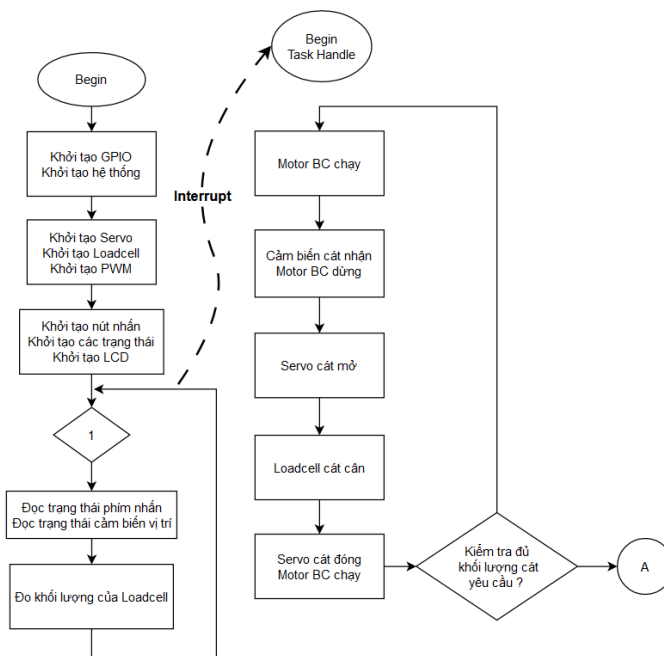 Begin
Khởi tạo GPIO
Khởi tạo hệ thống
Khởi tạo Servo
Khởi tạo Loadcell
Khởi tạo PWM
Khởi tạo nút nhấn
Khởi tạo các trạng thái
Khởi tạo LCD
1
Đọc trạng thái phím nhấn
Đọc trạng thái cảm biến vị trí
Đo khối lượng của Loadcell
Interrupt
Begin
Task Handle
Motor BC chạy
Cảm biến cát nhận
Motor BC dừng
Servo cát mở
Loadcell cát cân
Servo cát đóng
Motor BC chạy
Kiểm tra đủ
khối lượng cát
yêu cầu ?
A